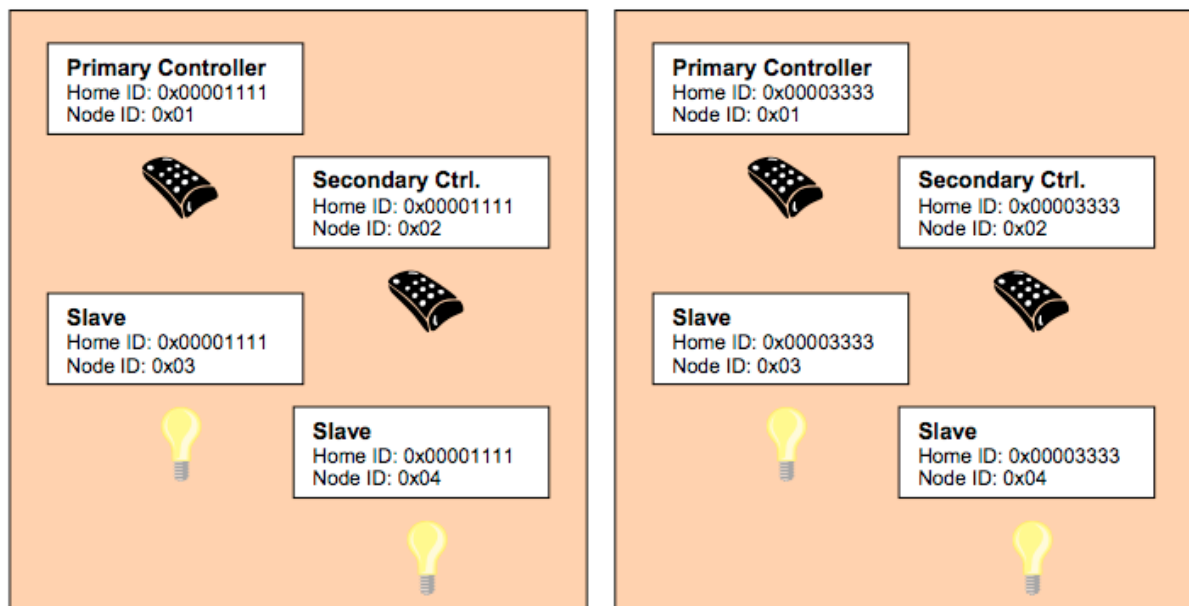 Primary Controller
Home ID: 0x00001111
Node ID: 0x01
Secondary Ctrl.
Home ID: 0x00001111
Node ID: 0x02
Slave
Home ID: 0x00001111
Node ID: 0x03
Slave
Home ID: 0x00001111
Node ID: 0x04
Primary Controller
Home ID: 0x00003333
Node ID: 0x01
Secondary Ctrl.
Home ID: 0x00003333
Node ID: 0x02
Slave
Home ID: 0x00003333
Node ID: 0x03
Slave
Home ID: 0x00003333
Node ID: 0x04